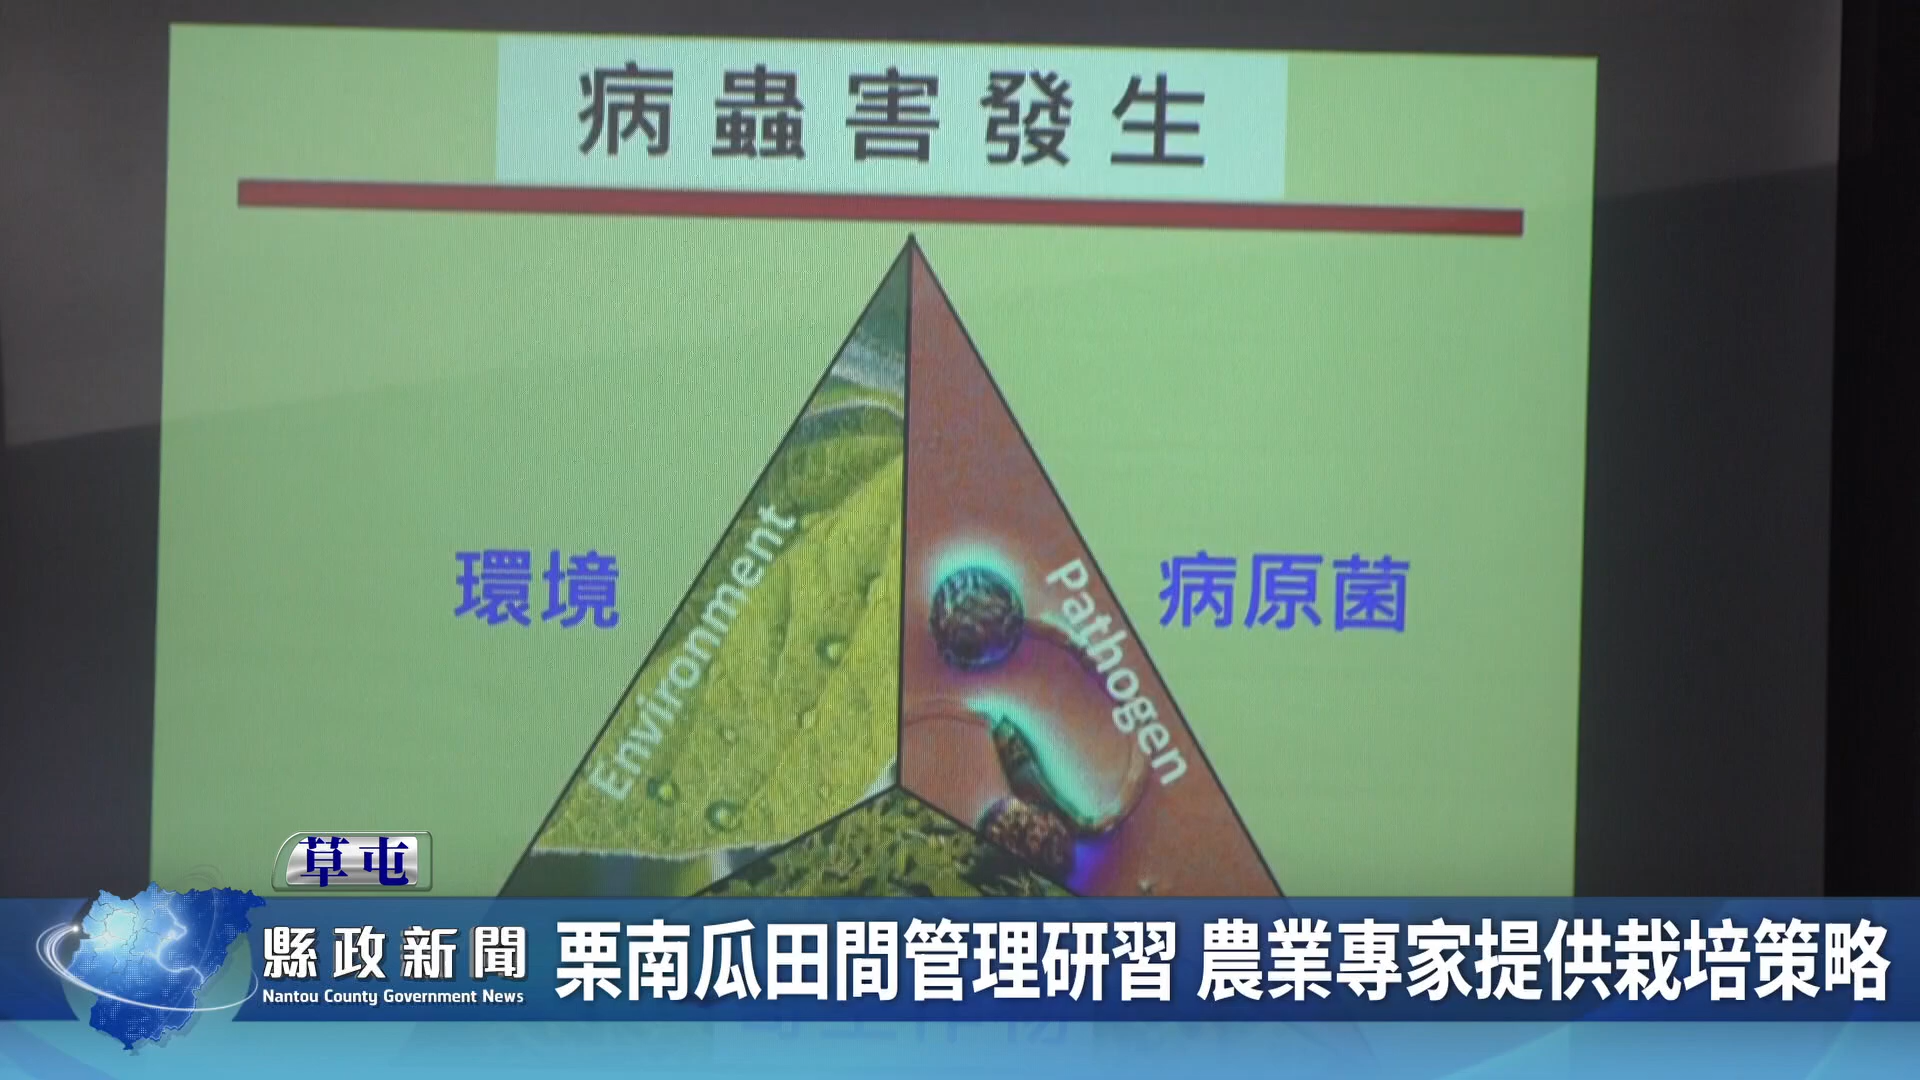 病蟲害發生
環境
Environment
Pathogen
病原菌
草屯
縣政新聞
Nantou County Government News
栗南瓜田間管理研習 農業專家提供栽培策略